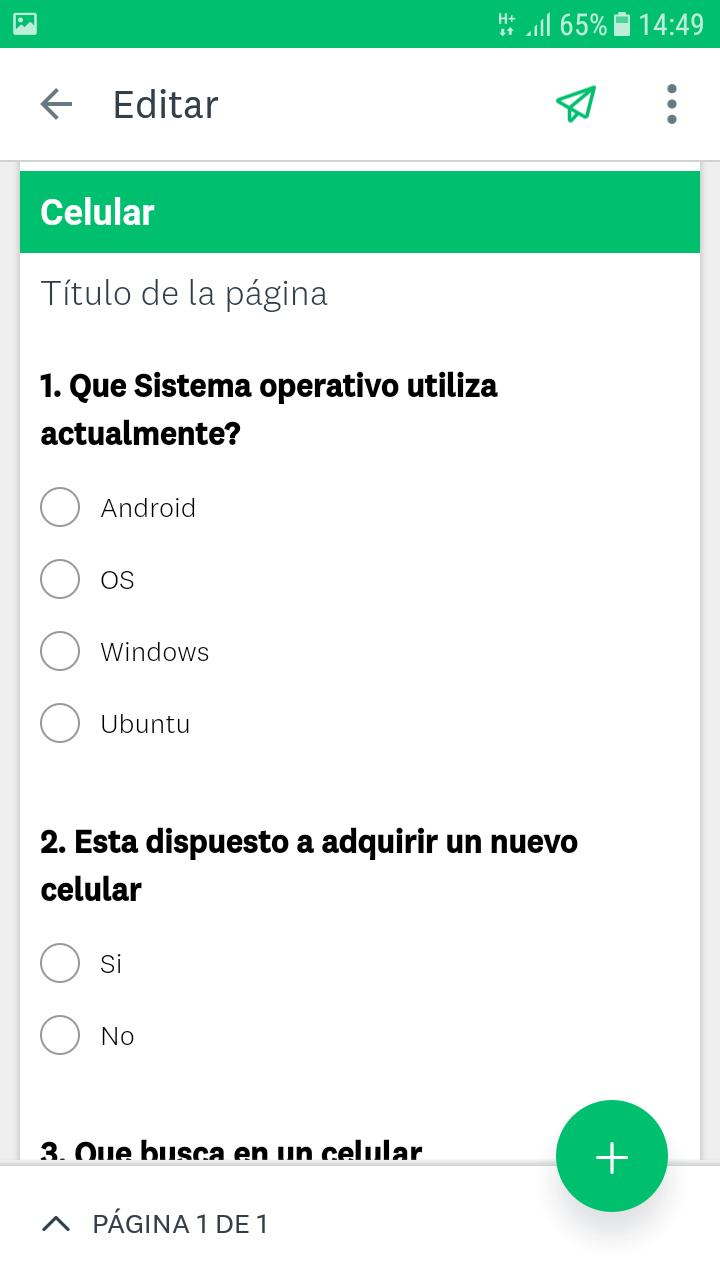 H+ 65% 14:49
Editar
Celular
Título de la página
1. Que Sistema operativo utiliza
actualmente?
Android
OS
Windows
Ubuntu
2. Esta dispuesto a adquirir un nuevo
celular
Si
No
3. Que busca en un celular
PÁGINA 1 DE 1